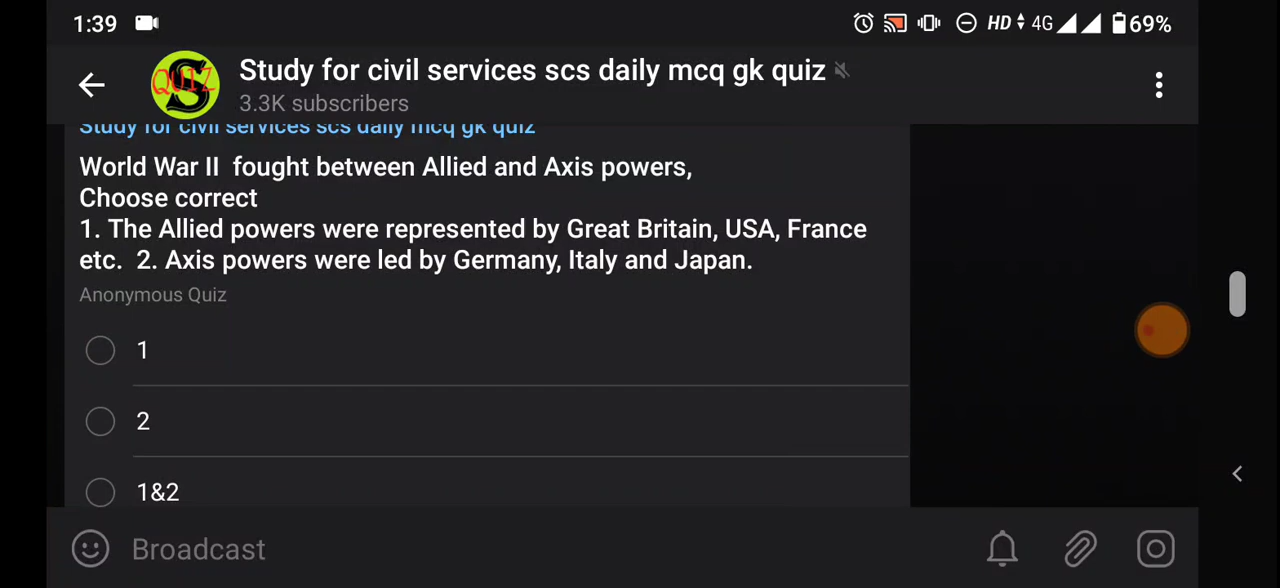 1:39 HD 4G 69%
QUIZ S
Study for civil services scs daily mcq gk quiz
3.3K subscribers
Study for civil services scs daily mcq gk quiz
World War II  fought between Allied and Axis powers,
Choose correct
1. The Allied powers were represented by Great Britain, USA, France
etc.  2. Axis powers were led by Germany, Italy and Japan.
Anonymous Quiz
1
2
1&2
Broadcast